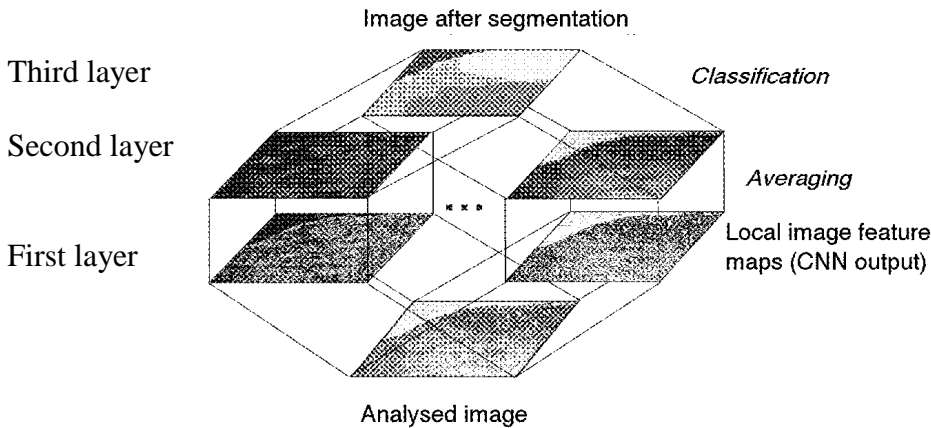 Image after segmentation
Third layer
Classification
Second layer
Averaging
First layer
Local image feature
maps (CNN output)
Analysed image